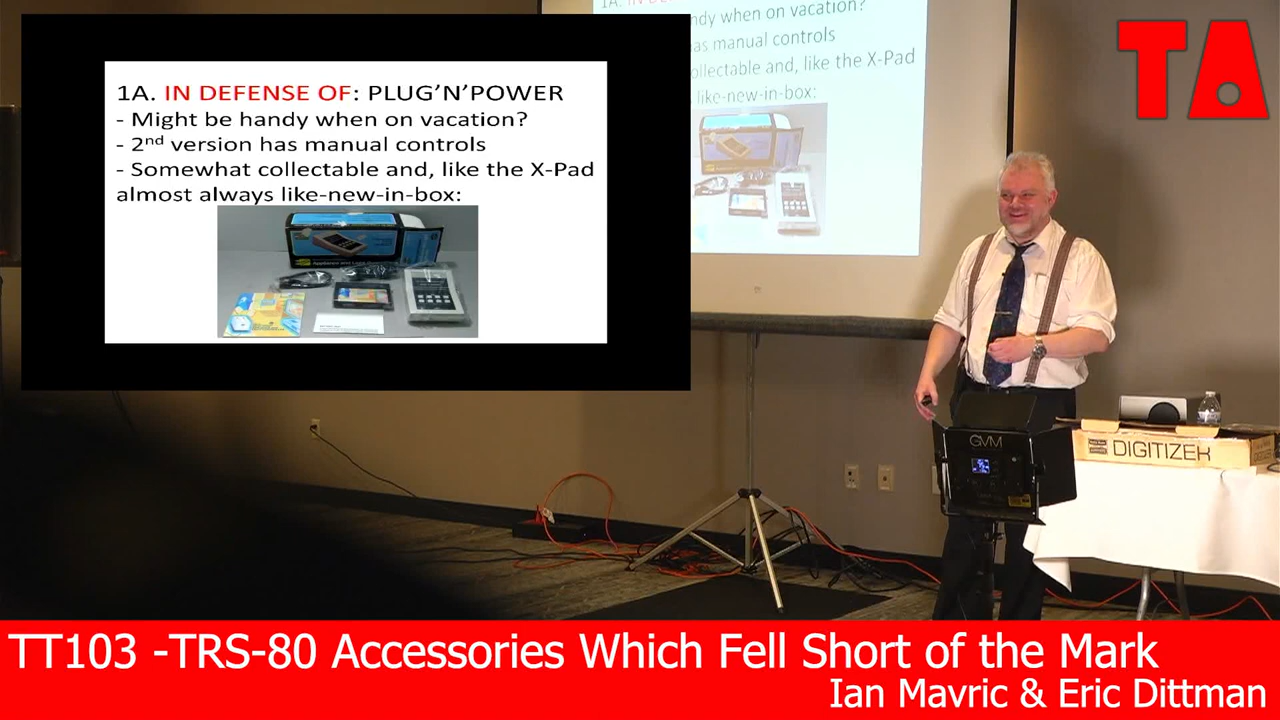 1A. IN DEFENSE OF: PLUG'N'POWER
- Might be handy when on vacation?
- 2nd version has manual controls
- Somewhat collectable and, like the X-Pad
almost always like-new-in-box:
handy when on vacation?
has manual controls
collectable and, like the X-Pad
like-new-in-box:
TA
GVM
DIGITIZER
TT103 -TRS-80 Accessories Which Fell Short of the Mark
Ian Mavric & Eric Dittman